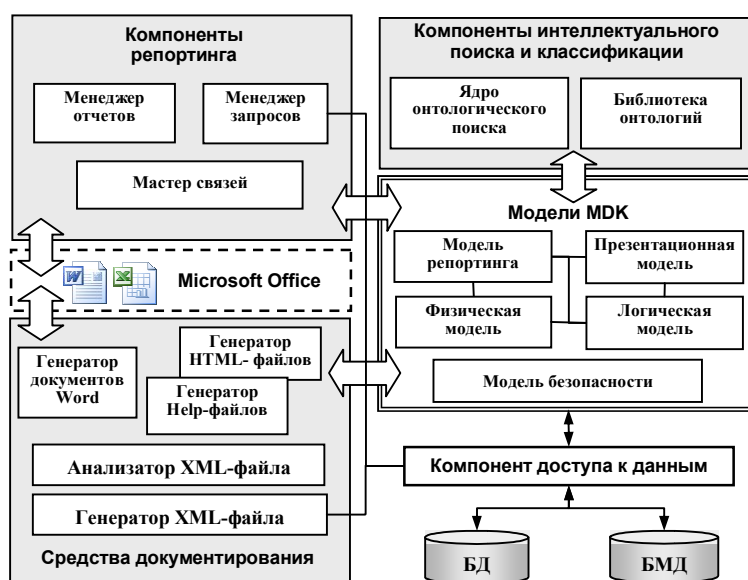 Компоненты
репортинга
Менеджер
отчетов
Менеджер
запросов
Мастер связей
Компоненты интеллектуального
поиска и классификации
Ядро
онтологического
поиска
Библиотека
онтологий
Модели MDK
Модель
репортинга
Презентационная
модель
Физическая
модель
Логическая
модель
Модель безопасности
Microsoft Office
Генератор
документов
Word
Генератор
HTML- файлов
Генератор
Help-файлов
Анализатор XML-файла
Генератор XML-файла
Средства документирования
Компонент доступа к данным
БД
БМД